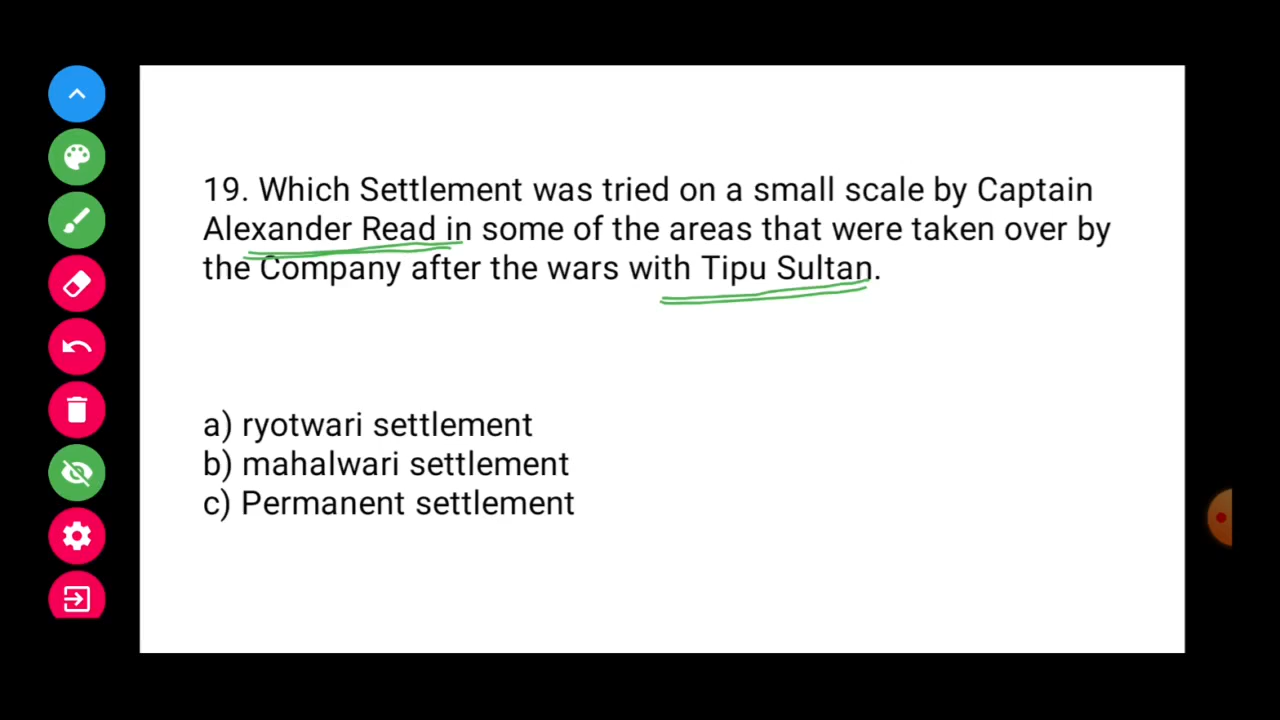 19. Which Settlement was tried on a small scale by Captain
Alexander Read in some of the areas that were taken over by
the Company after the wars with Tipu Sultan.
a) ryotwari settlement
b) mahalwari settlement
c) Permanent settlement